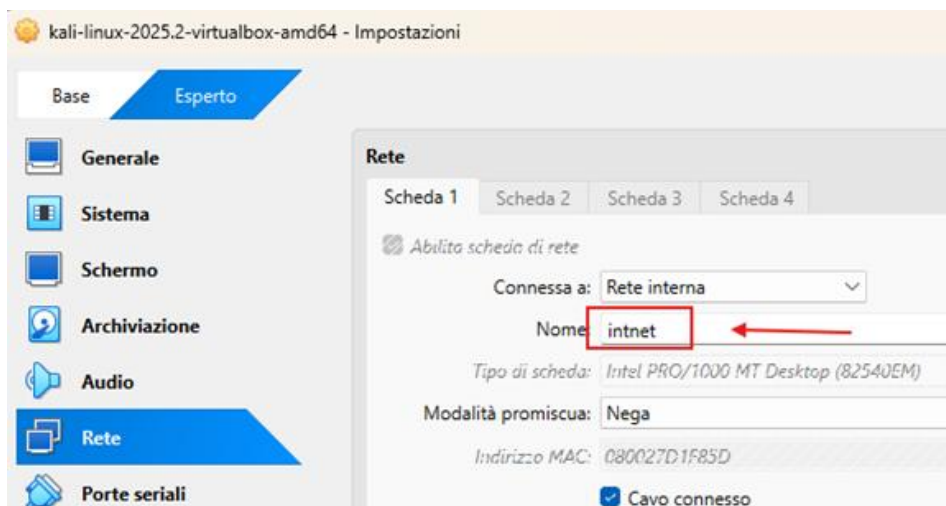 kali-linux-2025.2-virtualbox-amd64 - Impostazioni
Base Esperto
Generale
Sistema
Schermo
Archiviazione
Audio
Rete
Porte seriali
Rete
Scheda 1 Scheda 2 Scheda 3 Scheda 4
Abilita scheda di rete
Connessa a: Rete interna
Nome intnet
Tipo di scheda: Intel PRO/1000 MT Desktop (82540EM)
Modalità promiscua: Nega
Indirizzo MAC: 080027D1F85D
Cavo connesso